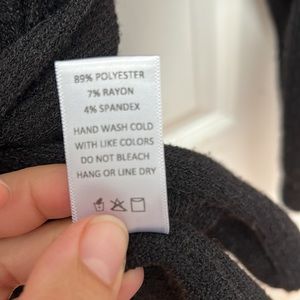 89% POLYESTER
7% RAYON
4% SPANDEX
HAND WASH COLD
WITH LIKE COLORS
DO NOT BLEACH
HANG OR LINE DRY